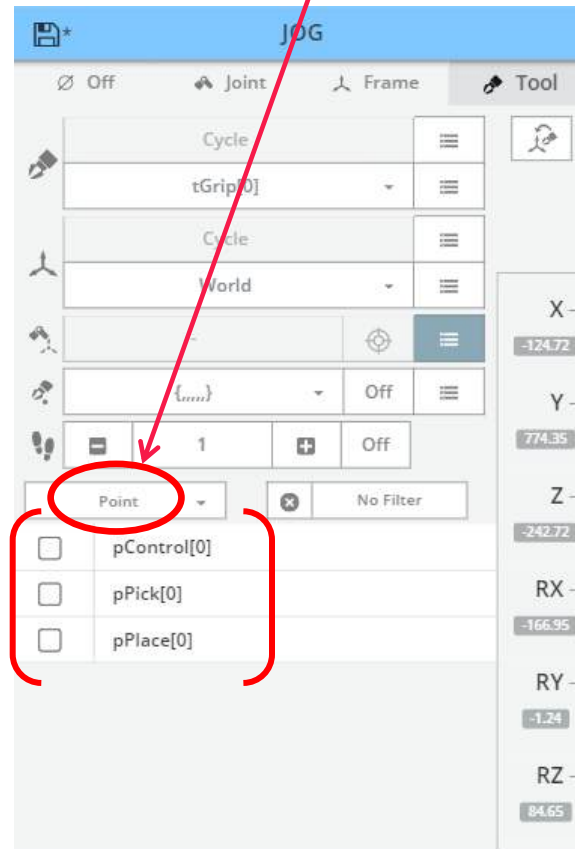 * JOG
Ø Off Joint Frame Tool
Cycle
tGrip[0]
Cycle
World
-
{,,,,,} Off
1 Off
Point No Filter
pControl[0]
pPick[0]
pPlace[0]
X
-124.72
Y
774.35
Z
-242.72
RX
-166.95
RY
-1.24
RZ
84.65